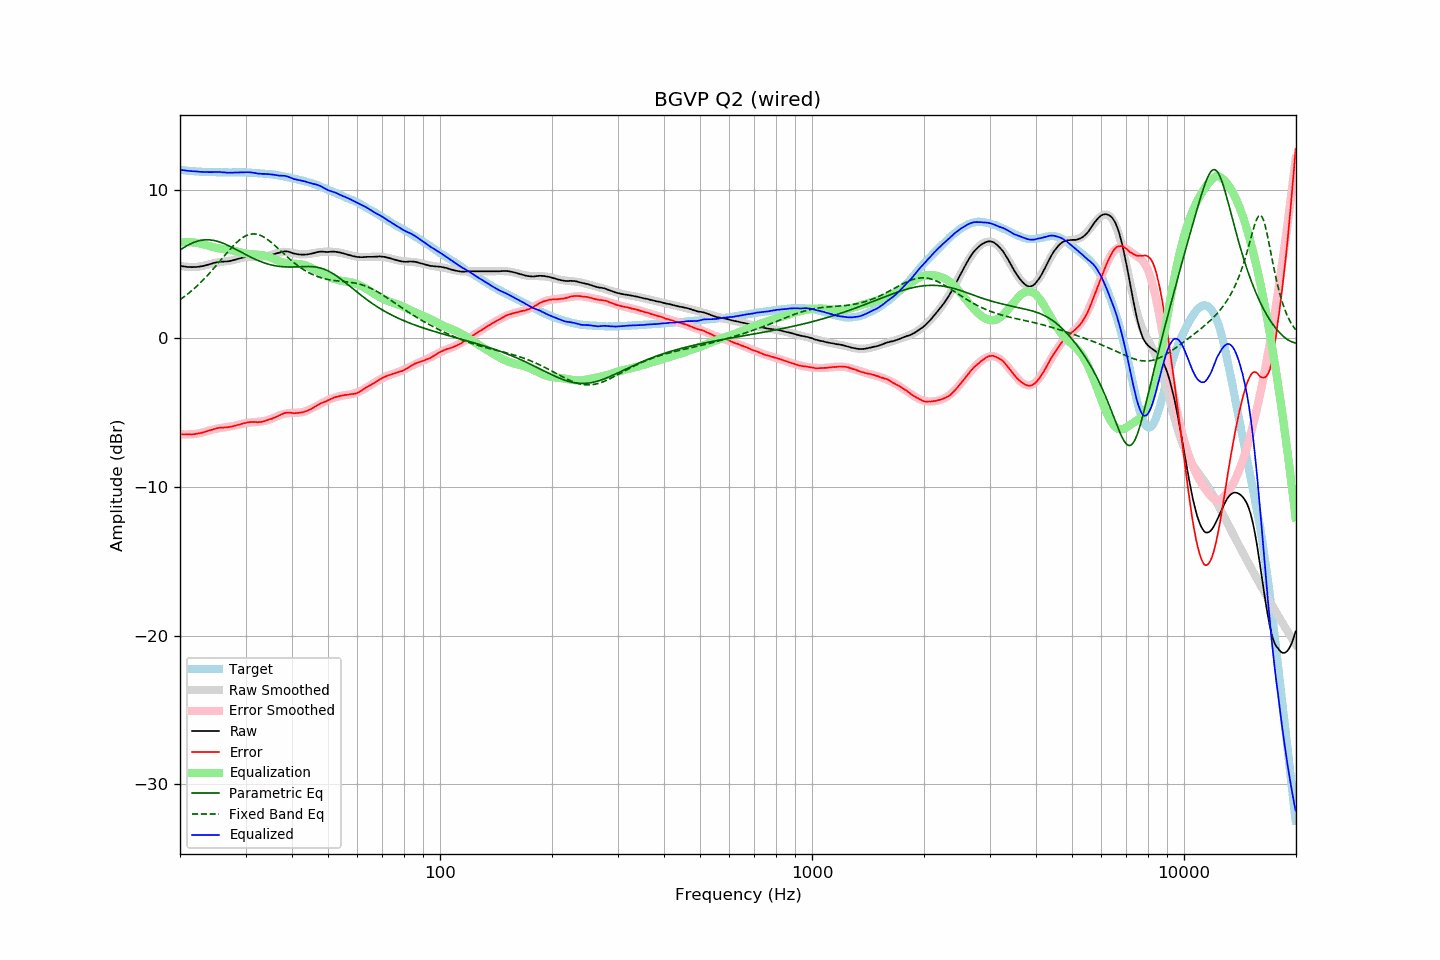 BGVP Q2 (wired)
10
0
−10
−20
−30
Amplitude (dBr)
Target
Raw Smoothed
Error Smoothed
Raw
Error
Equalization
Parametric Eq
Fixed Band Eq
Equalized
100
1000
10000
Frequency (Hz)